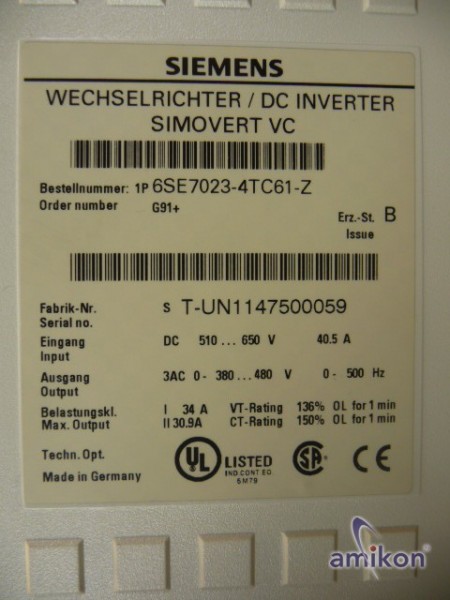 SIEMENS
WECHSELRICHTER / DC INVERTER
SIMOVERT VC
Bestellnummer: 1P 6SE7023-4TC61-Z
Order number G91+
Erz.-St. B
Issue
Fabrik-Nr. S T-UN1147500059
Serial no.
Eingang DC 510 ... 650 V 40.5 A
Input
Ausgang 3AC 0- 380...480 V 0 - 500 Hz
Output
Belastungskl. I 34 A VT-Rating 136% OL for 1 min
Max. Output II 30.9A CT-Rating 150% OL for 1 min
Techn. Opt.
Made in Germany
UL LISTED
IND.CONT.EQ
5M79
SA
CE
amikon